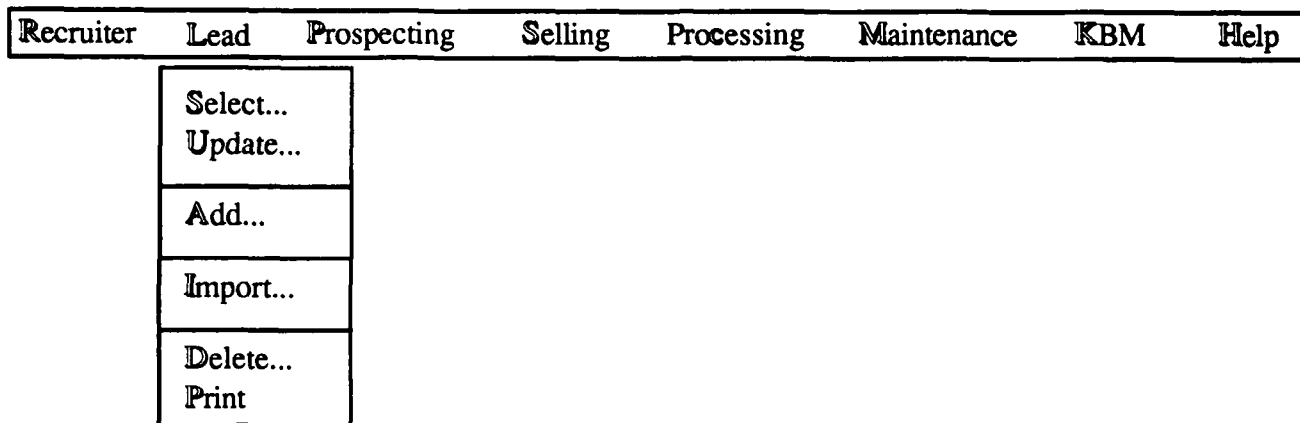 Recruiter Lead Prospecting Selling Processing Maintenance KBM Help
Select...
Update...
Add...
Import...
Delete...
Print